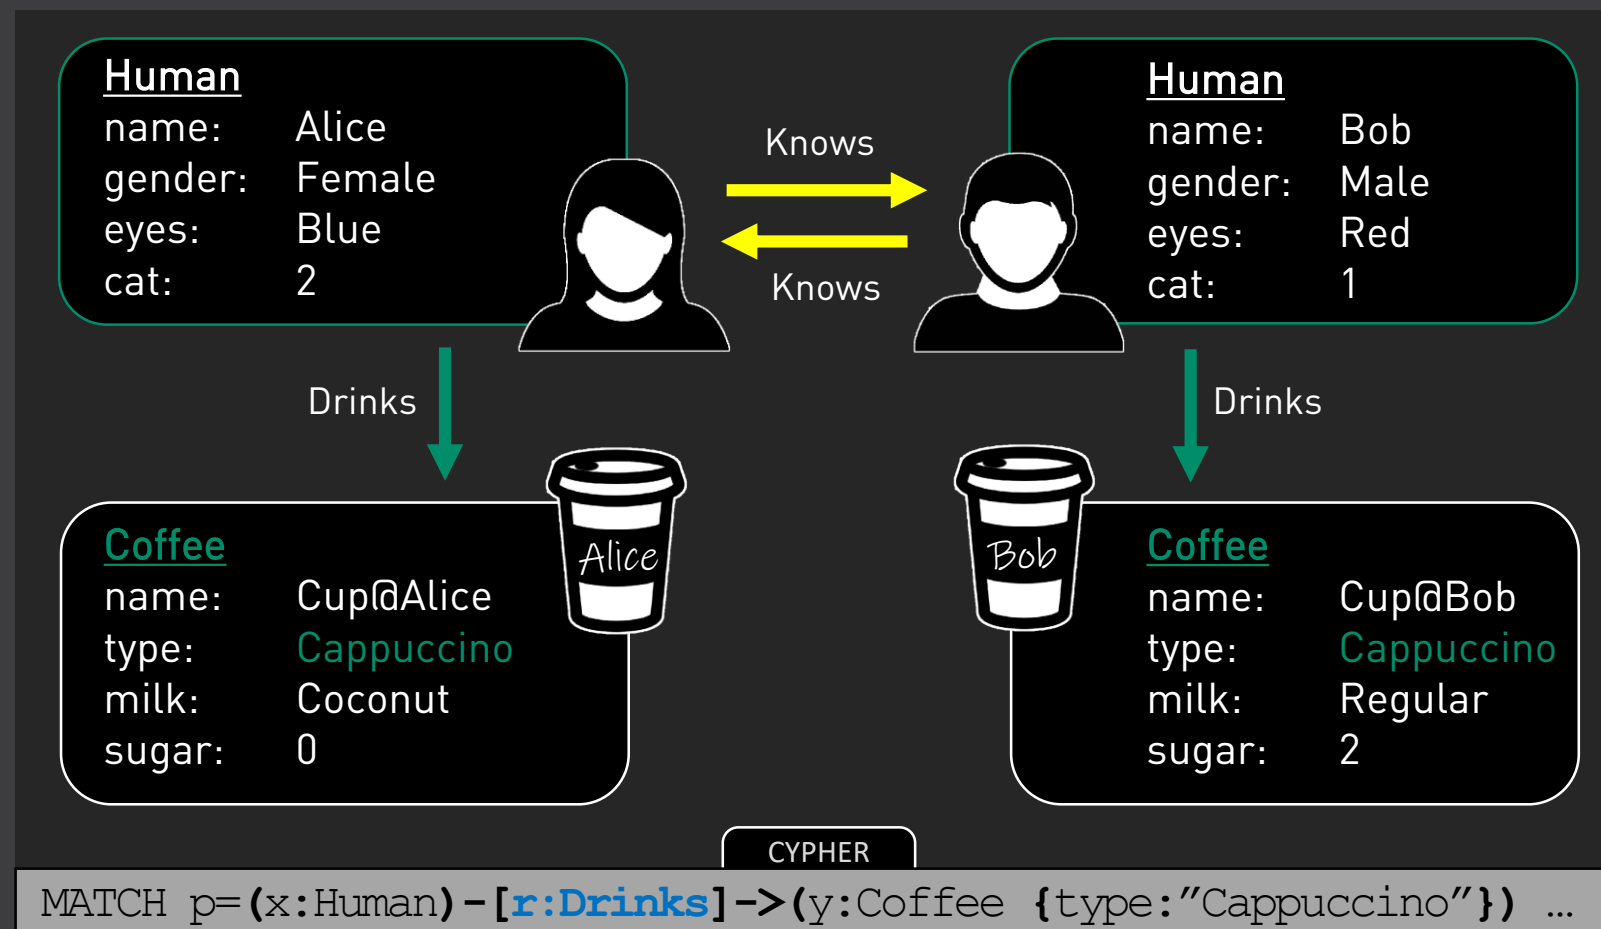 Human
name: Alice
gender: Female
eyes: Blue
cat: 2
Knows
Knows
Human
name: Bob
gender: Male
eyes: Red
cat: 1
Drinks
Drinks
Coffee
name: Cup@Alice
type: Cappuccino
milk: Coconut
sugar: 0
Alice
Bob
Coffee
name: Cup@Bob
type: Cappuccino
milk: Regular
sugar: 2
CYPHER
MATCH p=(x:Human)-[r:Drinks]->(y:Coffee {type:”Cappuccino”}) …